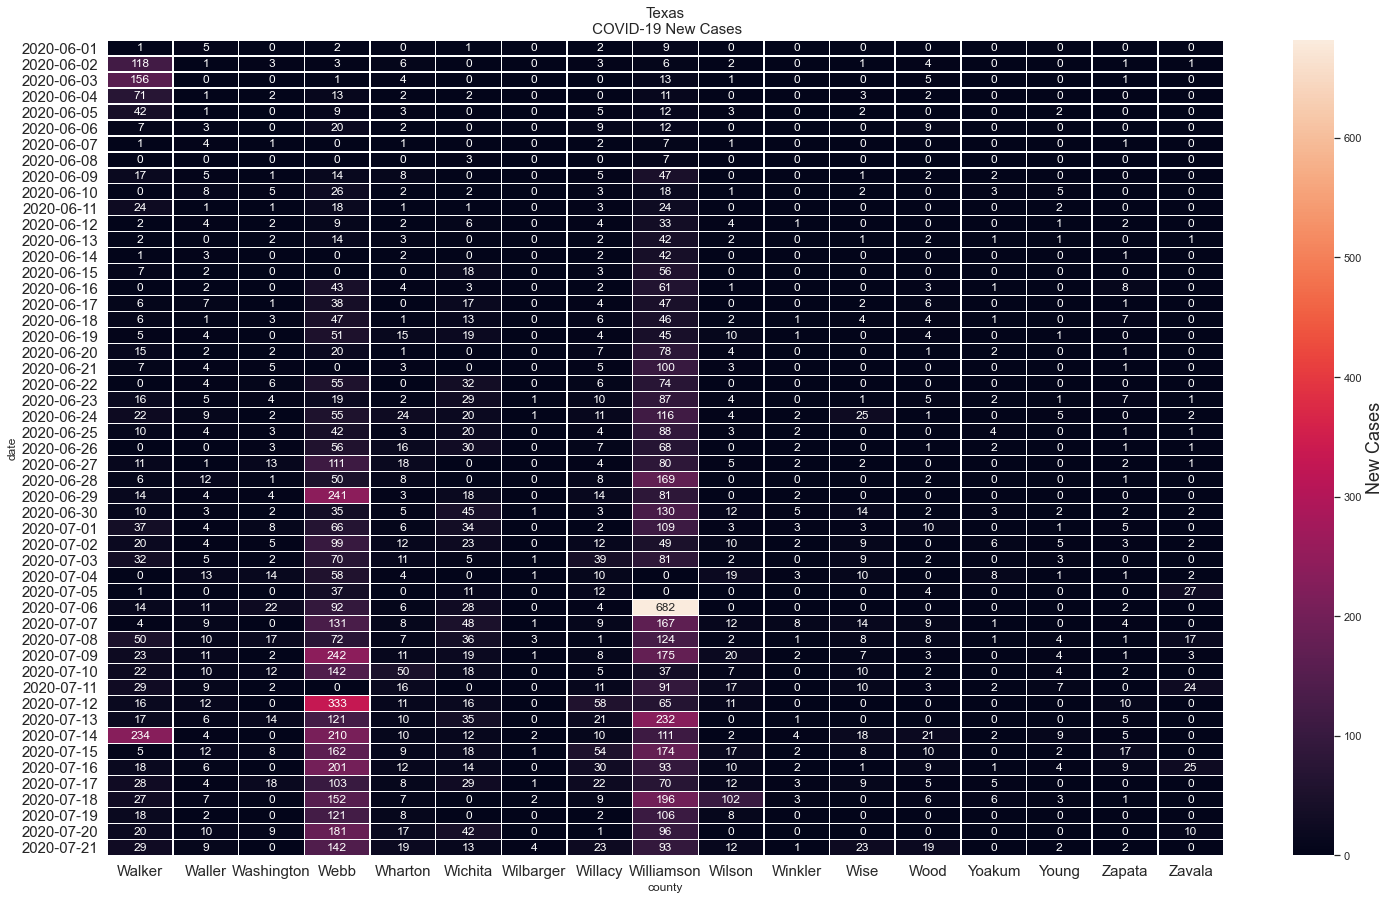 Texas
COVID-19 New Cases
2020-06-01 1 5 0 2 0 1 0 2 9 0 0 0 0 0 0 0 0
2020-06-02 118 1 3 3 6 0 0 3 6 2 0 1 4 0 0 1 1
2020-06-03 156 0 0 1 4 0 0 0 13 1 0 0 5 0 0 1 0
2020-06-04 71 1 2 13 2 2 0 0 11 0 0 3 2 0 0 0 0
2020-06-05 42 1 0 9 3 0 0 5 12 3 0 2 0 0 2 0 0
2020-06-06 7 3 0 20 2 0 0 9 12 0 0 0 9 0 0 0 0
2020-06-07 1 4 1 0 1 0 0 2 7 1 0 0 0 0 0 1 0
2020-06-08 0 0 0 0 0 3 0 0 7 0 0 0 0 0 0 0 0
2020-06-09 17 5 1 14 8 0 0 5 47 0 0 1 2 2 0 0 0
2020-06-10 0 8 5 26 2 2 0 3 18 1 0 2 0 3 5 0 0
2020-06-11 24 1 1 18 1 1 0 3 24 0 0 0 0 0 2 0 0
2020-06-12 2 4 2 9 2 6 0 4 33 4 1 0 0 0 1 2 0
2020-06-13 2 0 2 14 3 0 0 2 42 2 0 1 2 1 1 0 1
2020-06-14 1 3 0 0 2 0 0 2 42 0 0 0 0 0 0 1 0
2020-06-15 7 2 0 0 0 18 0 3 56 0 0 0 0 0 0 0 0
2020-06-16 0 2 0 43 4 3 0 2 61 1 0 0 3 1 0 8 0
2020-06-17 6 7 1 38 0 17 0 4 47 0 0 2 6 0 0 1 0
2020-06-18 6 1 3 47 1 13 0 6 46 2 1 4 4 1 0 7 0
2020-06-19 5 4 0 51 15 19 0 4 45 10 1 0 4 0 1 0 0
2020-06-20 15 2 2 20 1 0 0 7 78 4 0 0 1 2 0 1 0
2020-06-21 7 4 5 0 3 0 0 5 100 3 0 0 0 0 0 1 0
2020-06-22 0 4 6 55 0 32 0 6 74 0 0 0 0 0 0 0 0
2020-06-23 16 5 4 19 2 29 1 10 87 4 0 1 5 2 1 7 1
2020-06-24 22 9 2 55 24 20 1 11 116 4 2 25 1 0 5 0 2
2020-06-25 10 4 3 42 3 20 0 4 88 3 2 0 0 4 0 1 1
2020-06-26 0 0 3 56 16 30 0 7 68 0 2 0 1 2 0 1 1
2020-06-27 11 1 13 111 18 0 0 4 80 5 2 2 0 0 0 2 1
2020-06-28 6 12 1 50 8 0 0 8 169 0 0 0 2 0 0 1 0
2020-06-29 14 4 4 241 3 18 0 14 81 0 2 0 0 0 0 0 0
2020-06-30 10 3 2 35 5 45 1 3 130 12 5 14 2 3 2 2 2
2020-07-01 37 4 8 66 6 34 0 2 109 3 3 3 10 0 1 5 0
2020-07-02 20 4 5 99 12 23 0 12 49 10 2 9 0 6 5 3 2
2020-07-03 32 5 2 70 11 5 1 39 81 2 0 9 2 0 3 0 0
2020-07-04 0 13 14 58 4 0 1 10 0 19 3 10 0 8 1 1 2
2020-07-05 1 0 0 37 0 11 0 12 0 0 0 0 4 0 0 0 27
2020-07-06 14 11 22 92 6 28 0 4 682 0 0 0 0 0 0 2 0
2020-07-07 4 9 0 131 8 48 1 9 167 12 8 14 9 1 0 4 0
2020-07-08 50 10 17 72 7 36 3 1 124 2 1 8 8 1 4 1 17
2020-07-09 23 11 2 242 11 19 1 8 175 20 2 7 3 0 4 1 3
2020-07-10 22 10 12 142 50 18 0 5 37 7 0 10 2 0 4 2 0
2020-07-11 29 9 2 0 16 0 0 11 91 17 0 10 3 2 7 0 24
2020-07-12 16 12 0 333 11 16 0 58 65 11 0 0 0 0 0 10 0
2020-07-13 17 6 14 121 10 35 0 21 232 0 1 0 0 0 0 5 0
2020-07-14 234 4 0 210 10 12 2 10 111 2 4 18 21 2 9 5 0
2020-07-15 5 12 8 162 9 18 1 54 174 17 2 8 10 0 2 17 0
2020-07-16 18 6 0 201 12 14 0 30 93 10 2 1 9 1 4 9 25
2020-07-17 28 4 18 103 8 29 1 22 70 12 3 9 5 5 0 0 0
2020-07-18 27 7 0 152 7 0 2 9 196 102 3 0 6 6 3 1 0
2020-07-19 18 2 0 121 8 0 0 2 106 8 0 0 0 0 0 0 0
2020-07-20 20 10 9 181 17 42 0 1 96 0 0 0 0 0 0 0 10
2020-07-21 29 9 0 142 19 13 4 23 93 12 1 23 19 0 2 2 0
Walker Waller Washington Webb Wharton Wichita Wilbarger Willacy Williamson Wilson Winkler Wise Wood Yoakum Young Zapata Zavala
county
date
600
500
400
300
200
100
0
New Cases